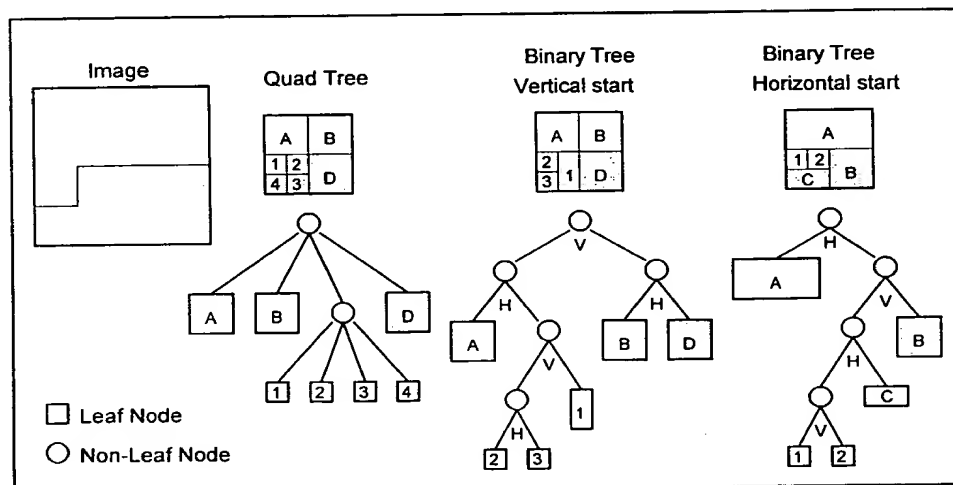 Image
Quad Tree
Binary Tree
Vertical start
Binary Tree
Horizontal start
A B
1 2
4 3 D
A B
2
3 1 D
A
1 2
C B
V
H
H
H
A
V
A B D
A
V
B D
H
B
1 2 3 4
H
1
C
V
2 3
1 2
Leaf Node
Non-Leaf Node